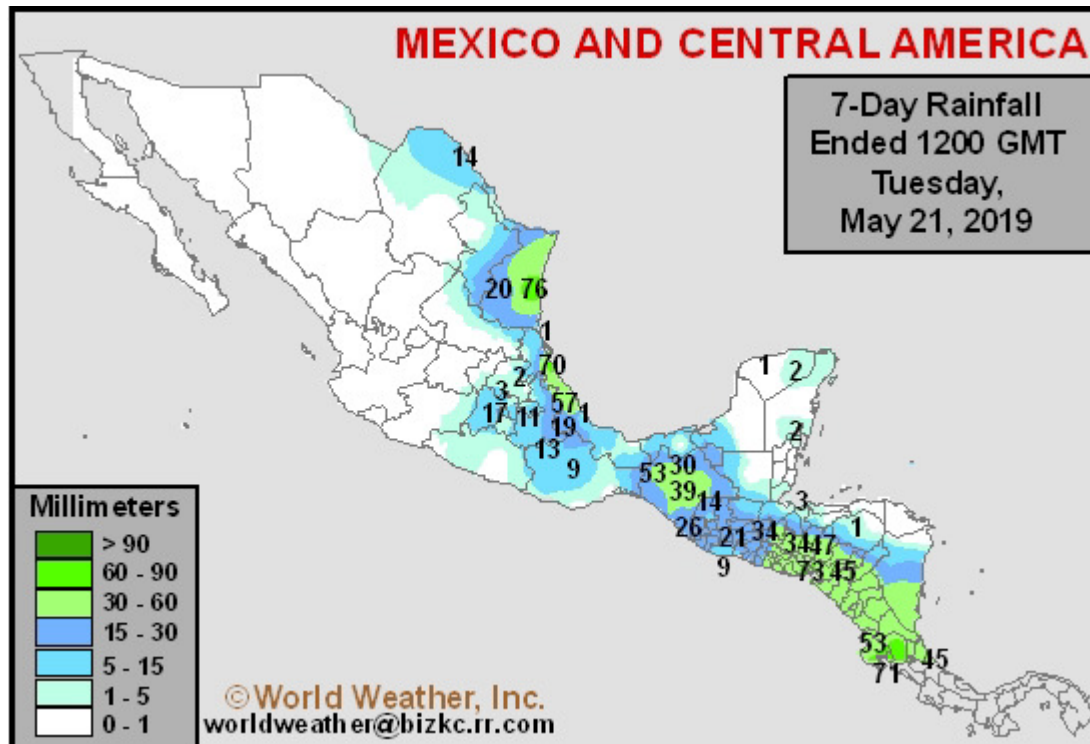 MEXICO AND CENTRAL AMERICA
7-Day Rainfall
Ended 1200 GMT
Tuesday,
May 21, 2019
14
20 76
1
70
2
3
17 11 57 1
19
13
9
1 2
2
53 30
39
14
3
26 21 34 1
34 47
9 73 45
53
71 45
Millimeters
> 90
60 - 90
30 - 60
15 - 30
5 - 15
1 - 5
0 - 1
©World Weather, Inc.
worldweather@bizkc.rr.com